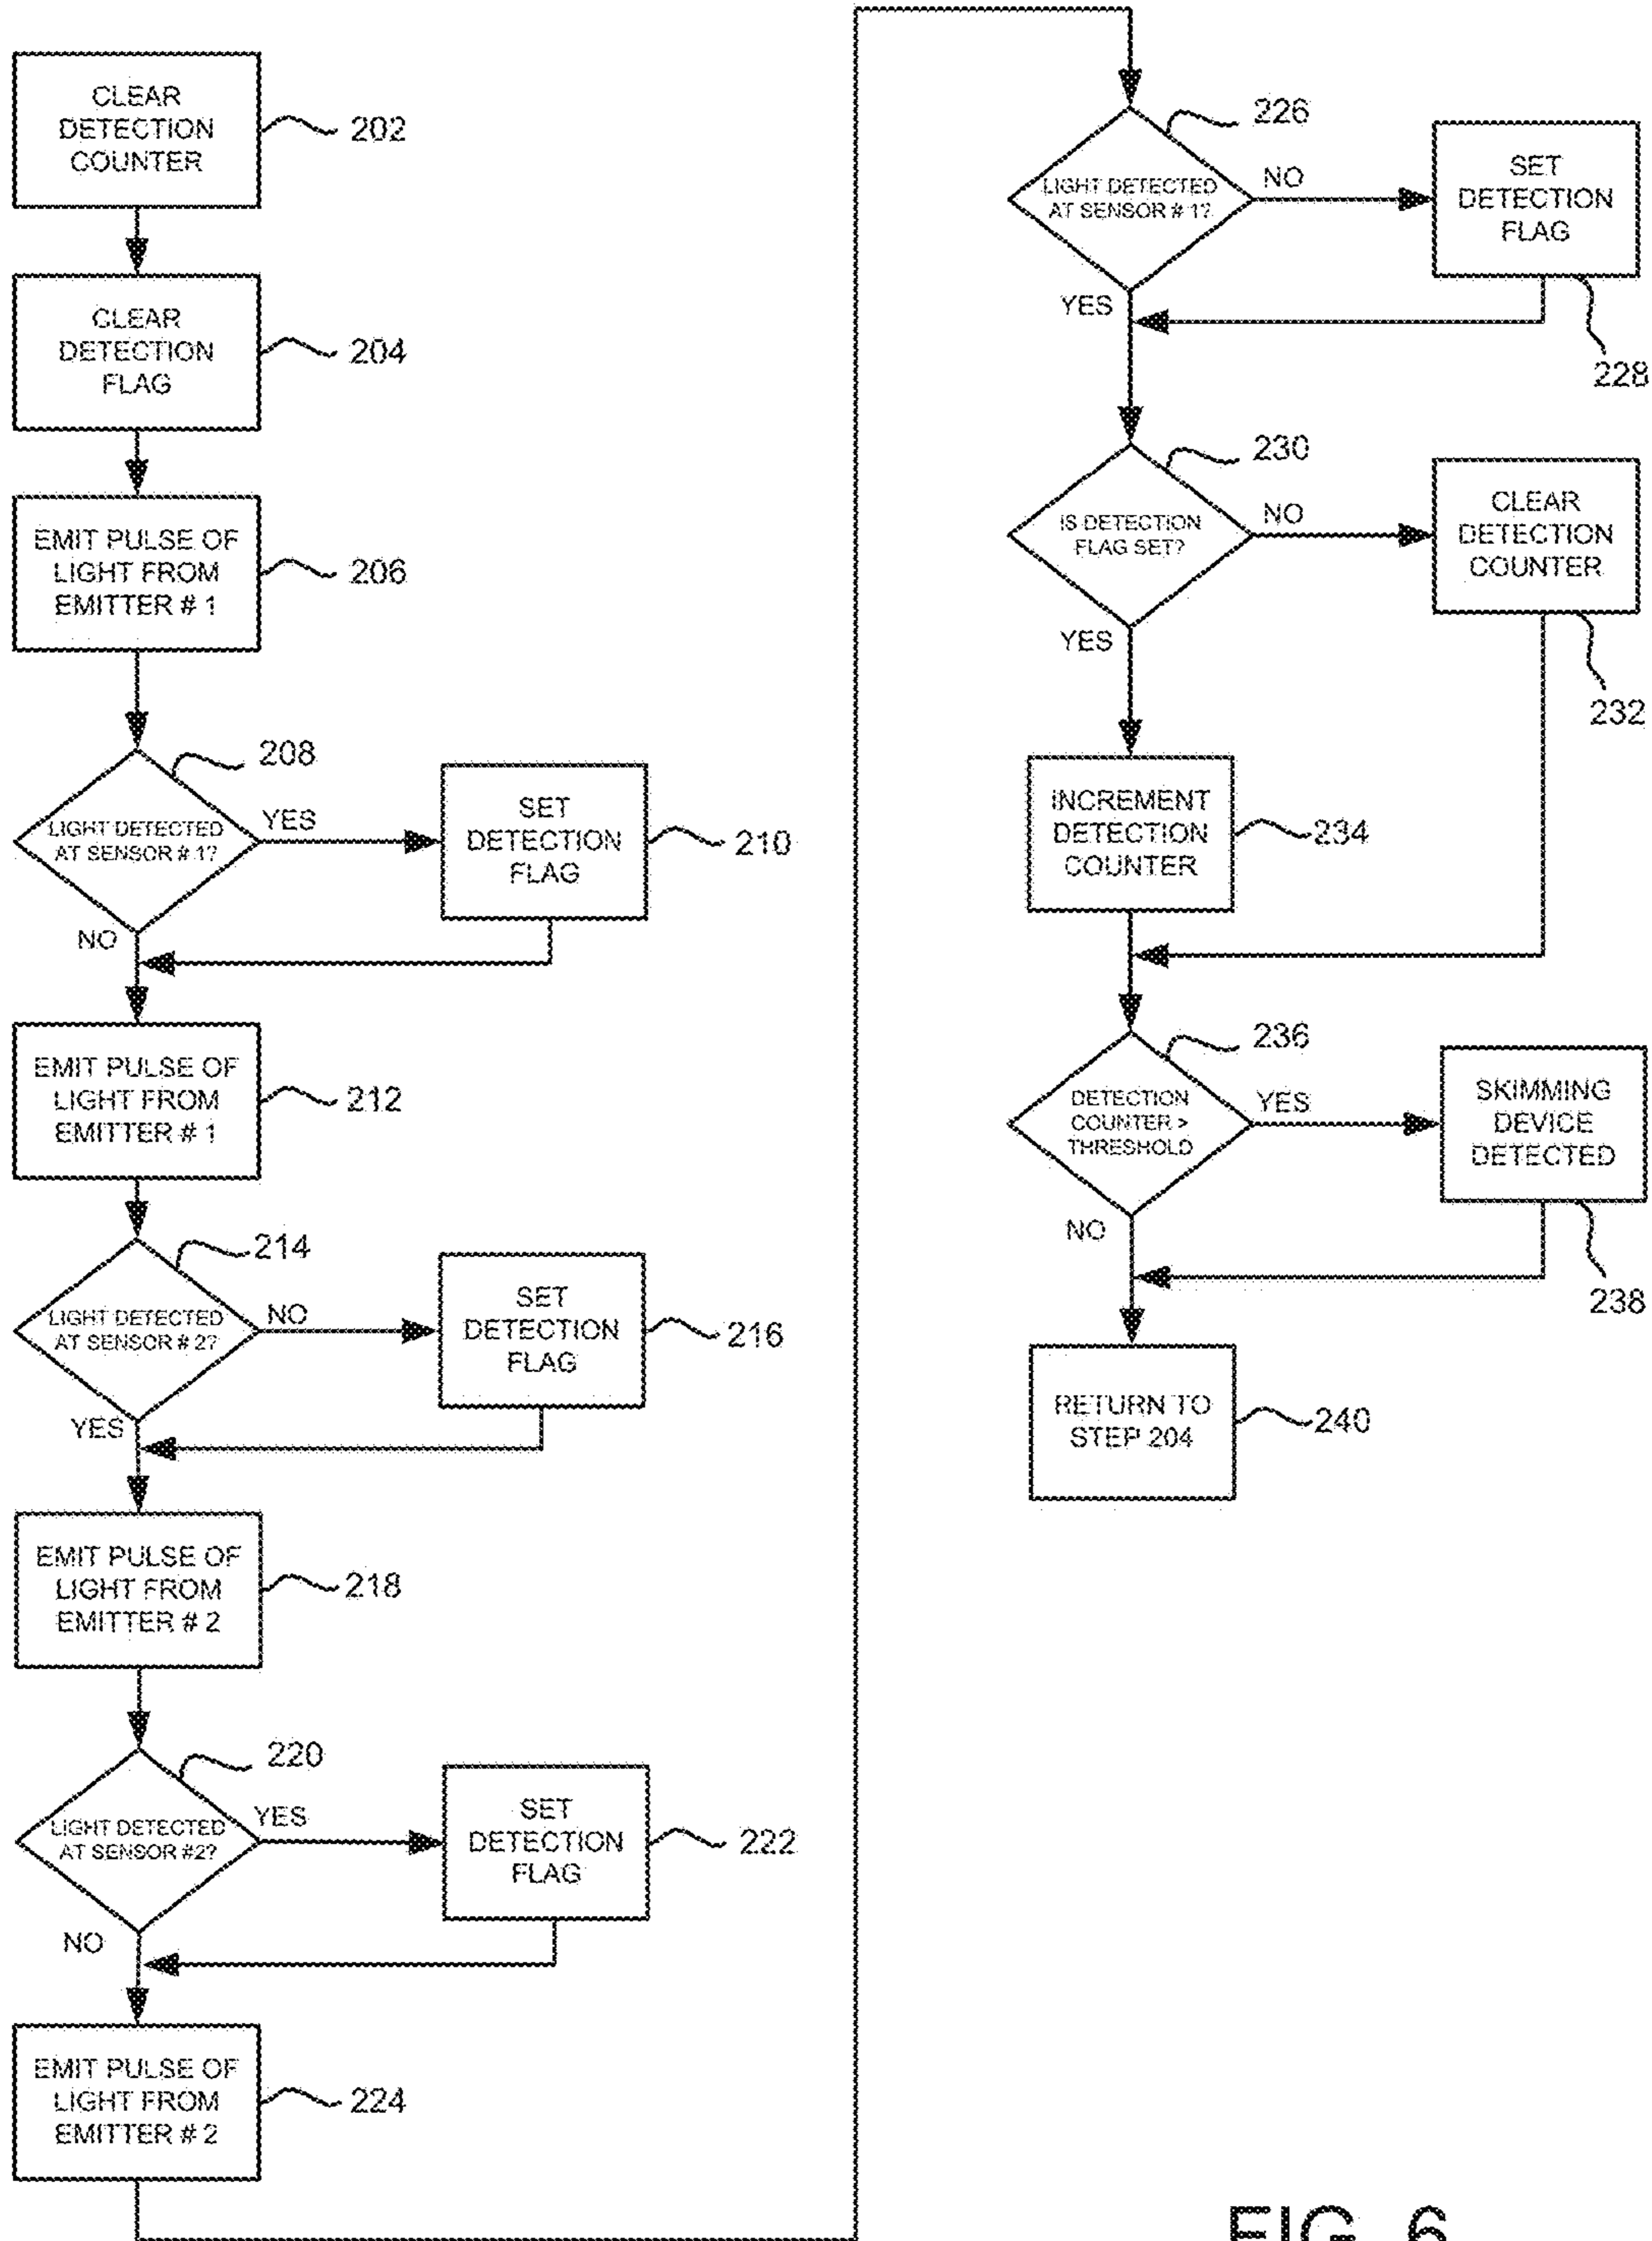 CLEAR
DETECTION
COUNTER
202
CLEAR
DETECTION
FLAG
204
EMIT PULSE OF
LIGHT FROM
EMITTER # 1
206
208
LIGHT DETECTED
AT SENSOR # 1?
YES
SET
DETECTION
FLAG
210
NO
EMIT PULSE OF
LIGHT FROM
EMITTER # 1
212
214
LIGHT DETECTED
AT SENSOR # 2?
NO
SET
DETECTION
FLAG
216
YES
EMIT PULSE OF
LIGHT FROM
EMITTER # 2
218
220
LIGHT DETECTED
AT SENSOR #2?
YES
SET
DETECTION
FLAG
222
NO
EMIT PULSE OF
LIGHT FROM
EMITTER # 2
224
226
LIGHT DETECTED
AT SENSOR # 1?
NO
SET
DETECTION
FLAG
228
YES
230
IS DETECTION
FLAG SET?
NO
CLEAR
DETECTION
COUNTER
232
YES
INCREMENT
DETECTION
COUNTER
234
236
DETECTION
COUNTER >
THRESHOLD
YES
SKIMMING
DEVICE
DETECTED
238
NO
RETURN TO
STEP 204
240
FIG. 6